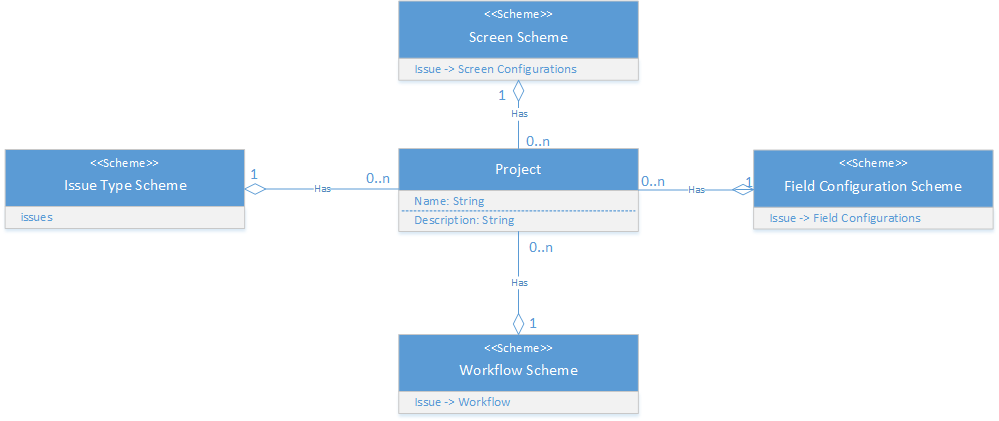 <<Scheme>>
Screen Scheme
Issue -> Screen Configurations
1
Has
0..n
<<Scheme>>
Issue Type Scheme
issues
1
Has
0..n
Project
Name: String
Description: String
0..n
Has
1
<<Scheme>>
Field Configuration Scheme
Issue -> Field Configurations
0..n
Has
1
<<Scheme>>
Workflow Scheme
Issue -> Workflow